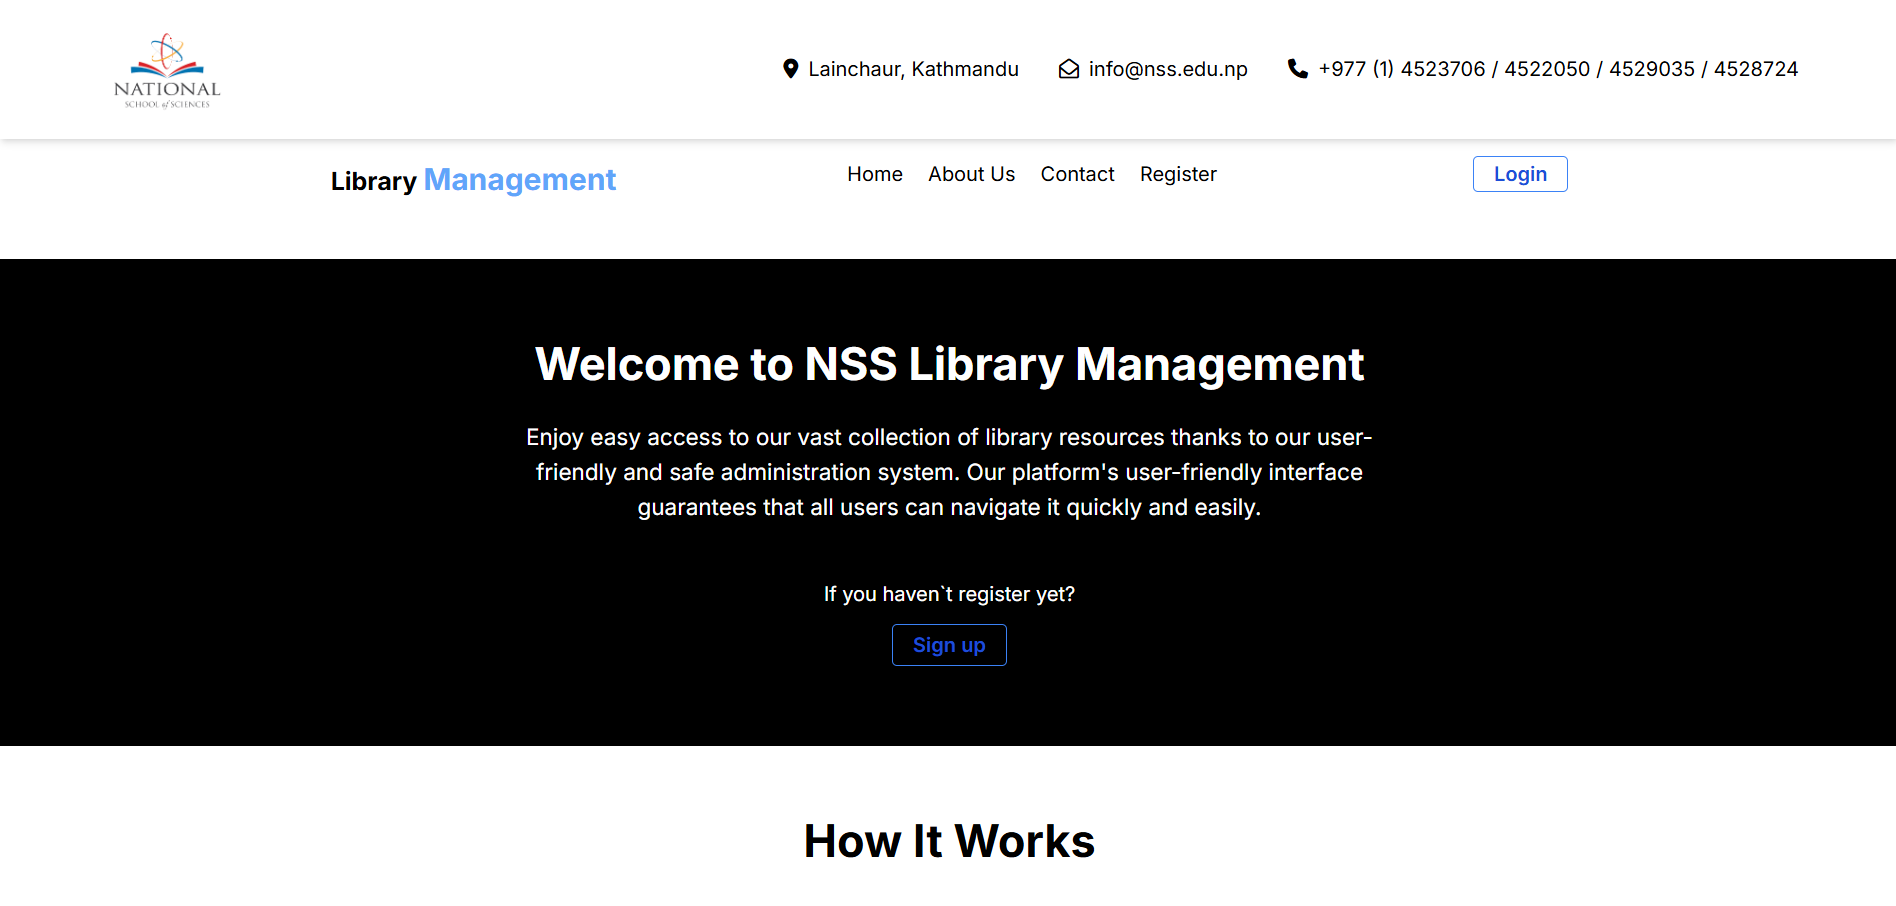 NATIONAL
SCHOOL of SCIENCES
Lainchaur, Kathmandu
info@nss.edu.np
+977 (1) 4523706 / 4522050 / 4529035 / 4528724
Library Management
Home
About Us
Contact
Register
Login
Welcome to NSS Library Management
Enjoy easy access to our vast collection of library resources thanks to our user-
friendly and safe administration system. Our platform's user-friendly interface
guarantees that all users can navigate it quickly and easily.
If you haven`t register yet?
Sign up
How It Works